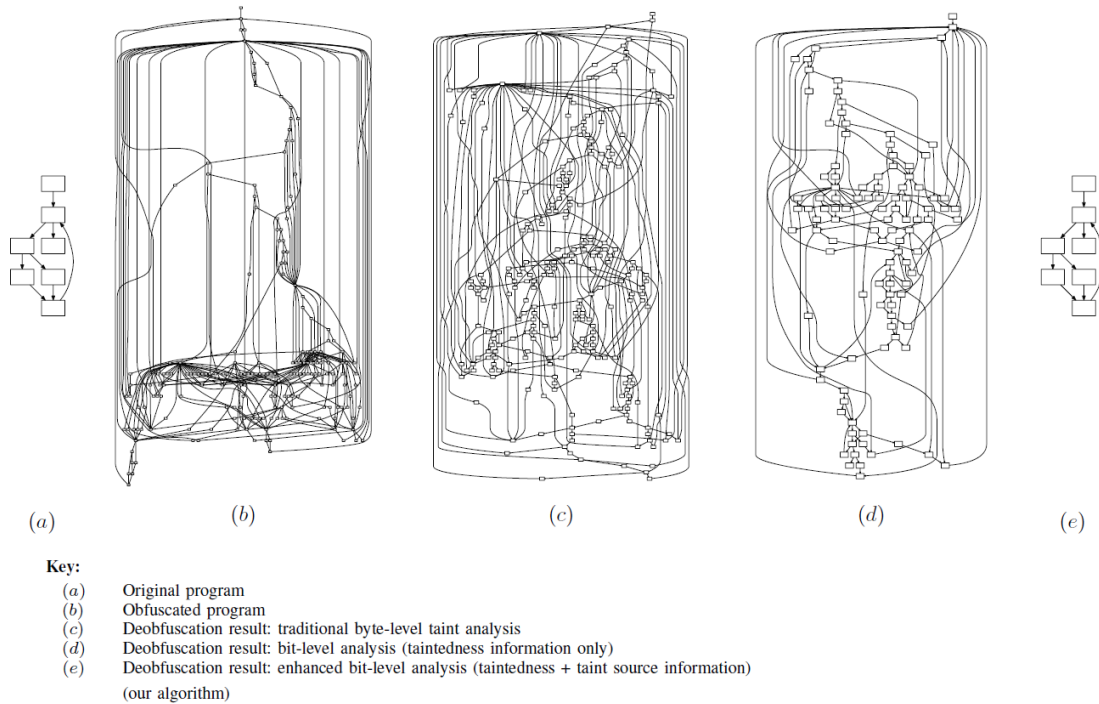 (a)
(b)
(c)
(d)
(e)
Key:
(a) Original program
(b) Obfuscated program
(c) Deobfuscation result: traditional byte-level taint analysis
(d) Deobfuscation result: bit-level analysis (taintedness information only)
(e) Deobfuscation result: enhanced bit-level analysis (taintedness + taint source information)
(our algorithm)